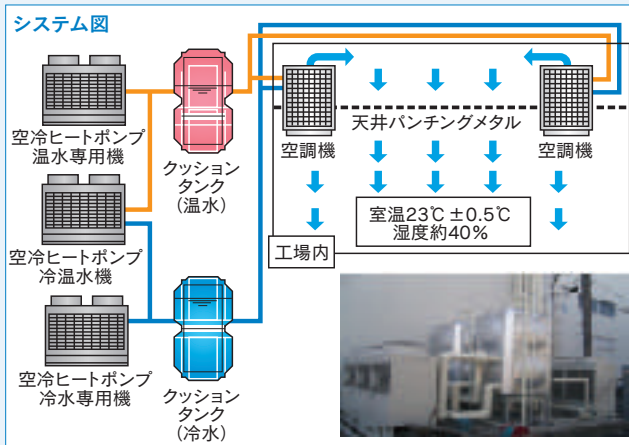 システム図
空冷ヒートポンプ
温水専用機
クッション
タンク
(温水)
空調機
天井パンチングメタル
空調機
空冷ヒートポンプ
冷温水機
室温23℃±0.5℃
湿度約40%
工場内
空冷ヒートポンプ
冷水専用機
クッション
タンク
(冷水)